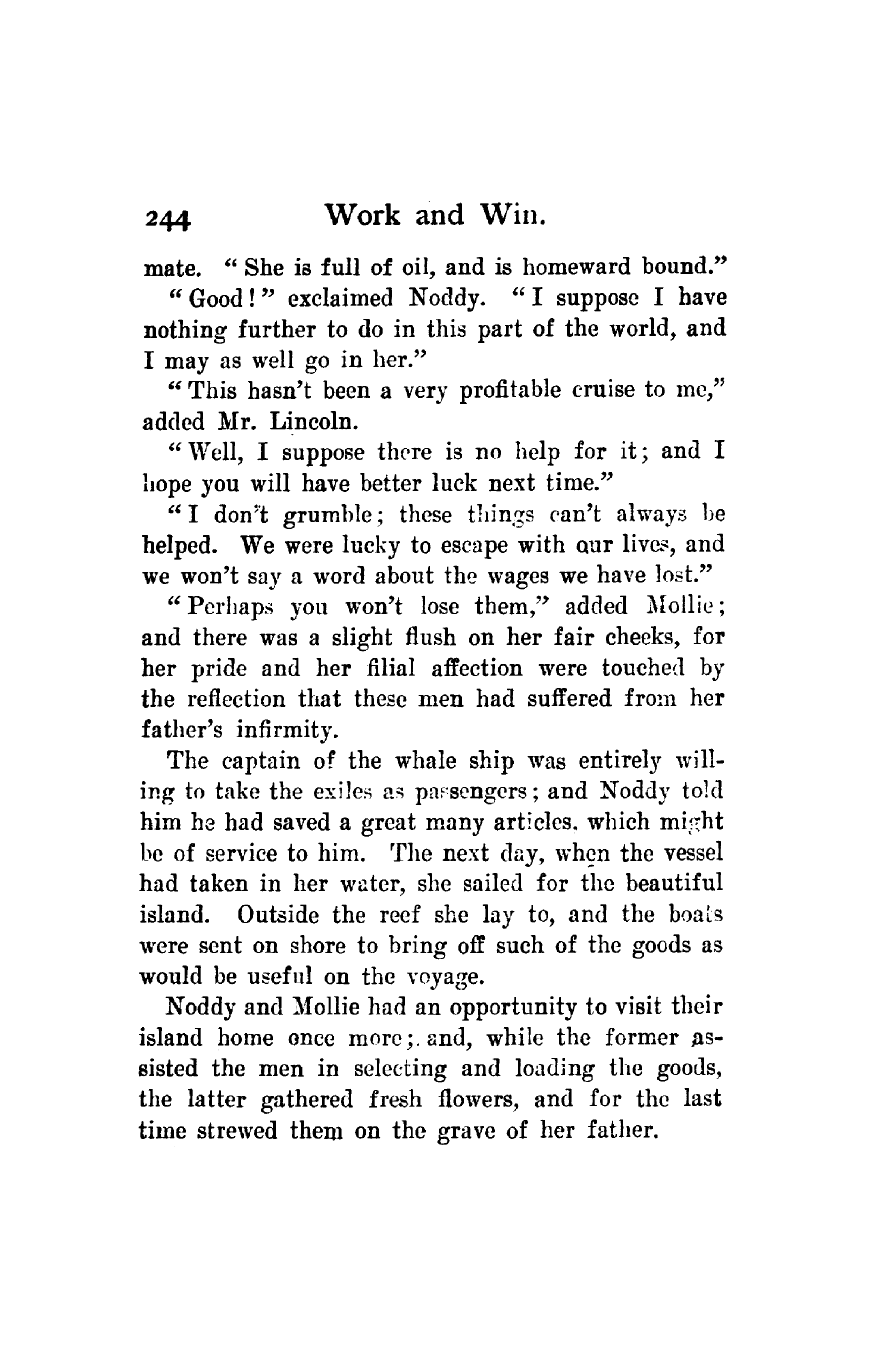 244 Work and Win.
mate. “ She is full of oil, and is homeward bound.”
“ Good ! ” exclaimed Noddy. “ I suppose I have
nothing further to do in this part of the world, and
I may as well go in her.”
“ This hasn't been a very profitable cruise to me,”
added Mr. Lincoln.
“ Well, I suppose there is no help for it ; and I
hope you will have better luck next time.”
“ I don't grumble ; these things can't always be
helped. We were lucky to escape with our lives, and
we won't say a word about the wages we have lost.”
“ Perhaps you won't lose them,” added Mollie ;
and there was a slight flush on her fair cheeks, for
her pride and her filial affection were touched by
the reflection that these men had suffered from her
father's infirmity.
The captain of the whale ship was entirely will-
ing to take the exiles as passengers ; and Noddy told
him he had saved a great many articles. which might
be of service to him. The next day, when the vessel
had taken in her water, she sailed for the beautiful
island. Outside the reef she lay to, and the boats
were sent on shore to bring off such of the goods as
would be useful on the voyage.
Noddy and Mollie had an opportunity to visit their
island home once more ; and, while the former as-
sisted the men in selecting and loading the goods,
the latter gathered fresh flowers, and for the last
time strewed them on the grave of her father.